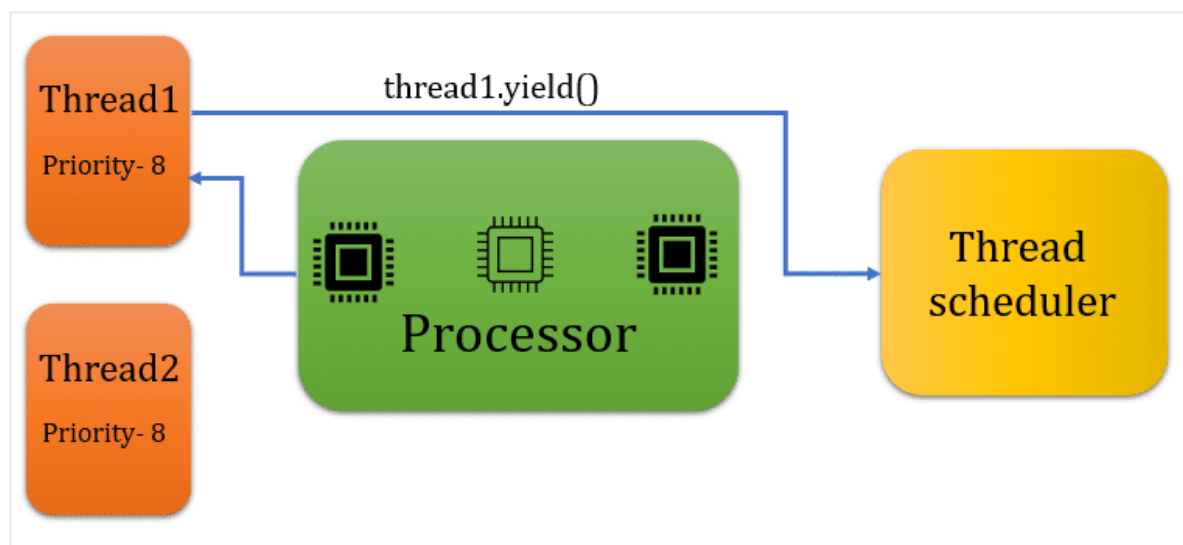 Thread1
Priority- 8
thread1.yield()
Processor
Thread
scheduler
Thread2
Priority- 8